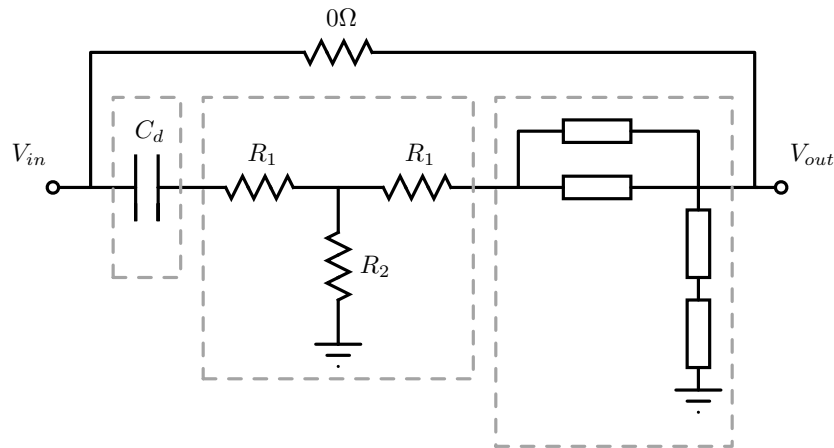 0Ω
C_d
V_in
R_1
R_1
V_out
R_2